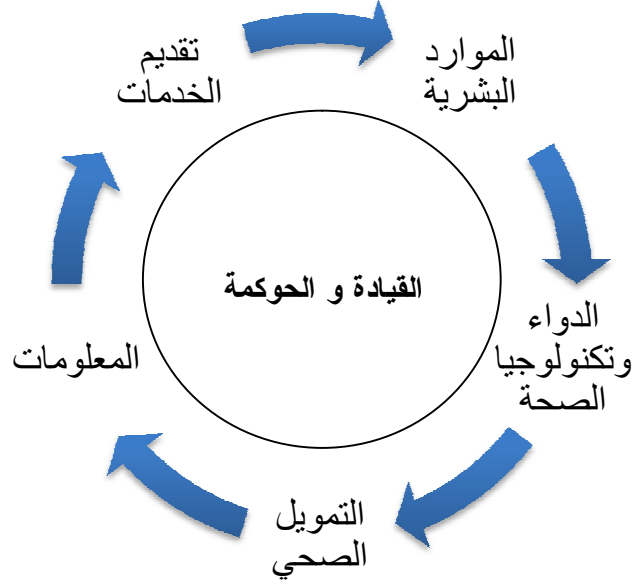 تقديم
الخدمات
الموارد
البشرية
القيادة و الحوكمة
الدواء
وتكنولوجيا
الصحة
المعلومات
التمويل
الصحي